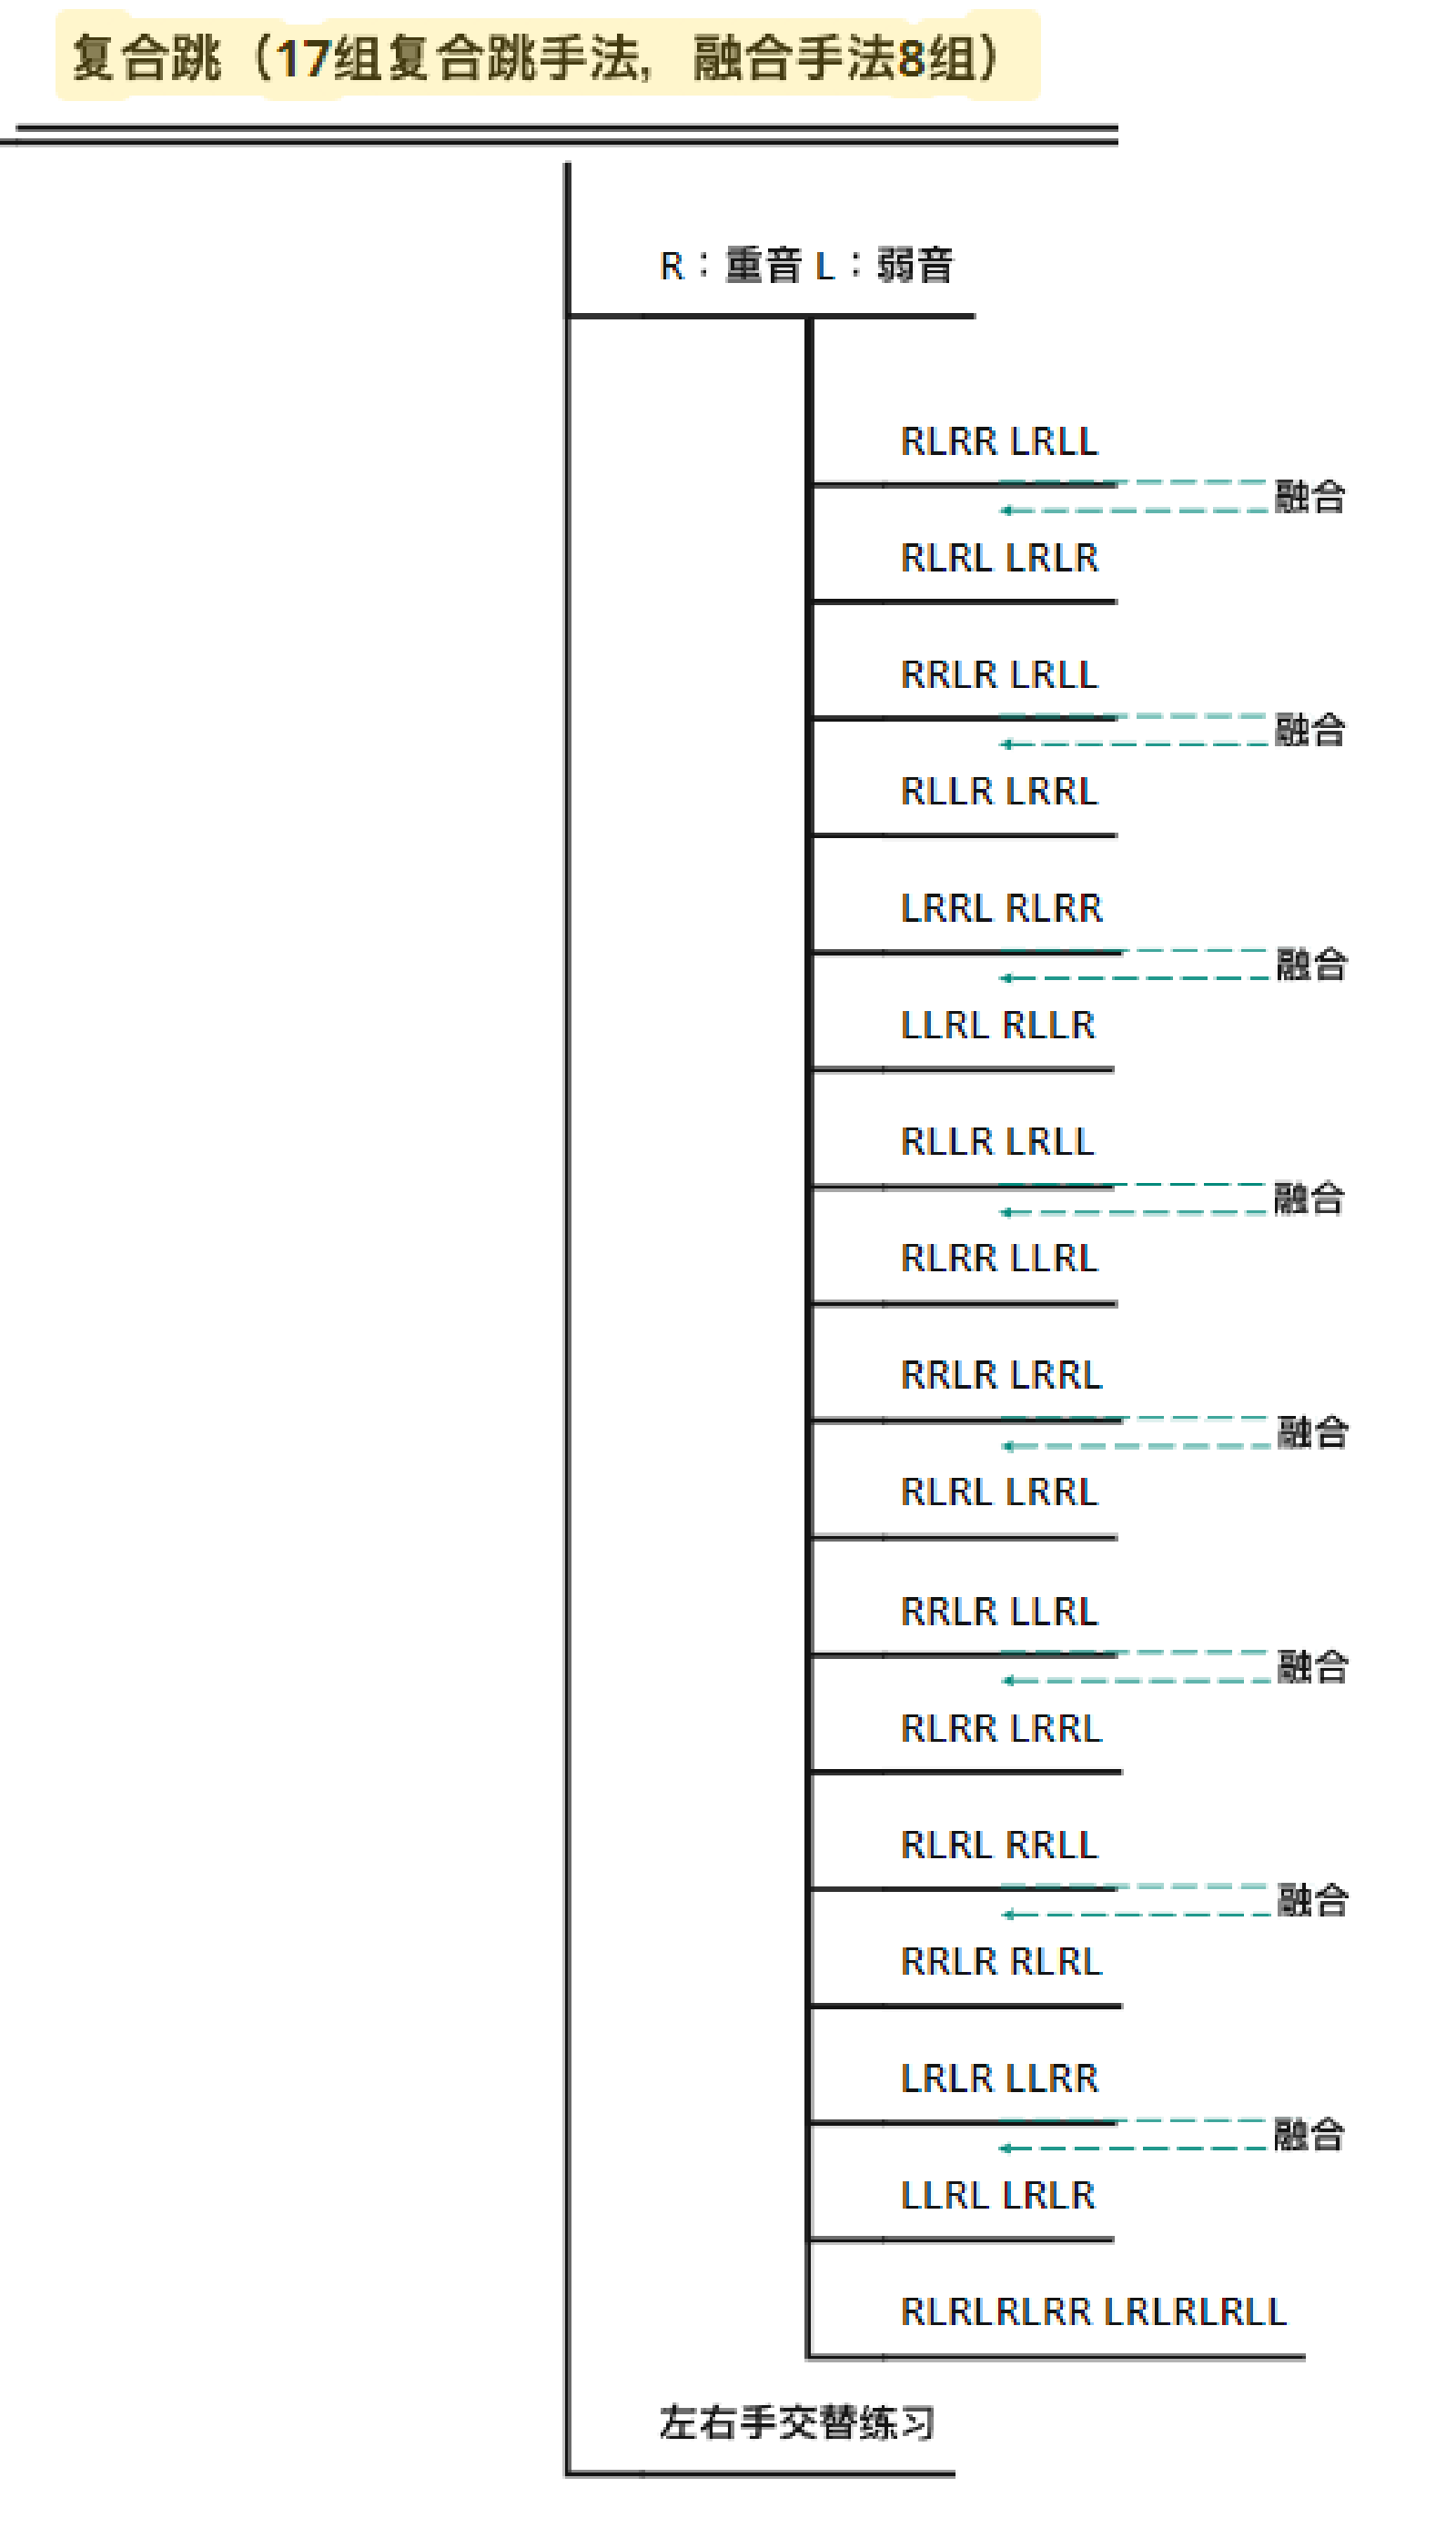 复合跳（17组复合跳手法，融合手法8组）
R：重音 L：弱音
RLRR LRLL
融合
RLRL LRLR
RRLR LRLL
融合
RLLR LRRL
LRRL RLRR
融合
LLRL RLLR
RLLR LRLL
融合
RLRR LLRL
RRLR LRRL
融合
RLRL LRRL
RRLR LLRL
融合
RLRR LRRL
RLRL RRLL
融合
RRLR RLRL
LRLR LLRR
融合
LLRL LRLR
RLRLRLRR LRLRLRLL
左右手交替练习